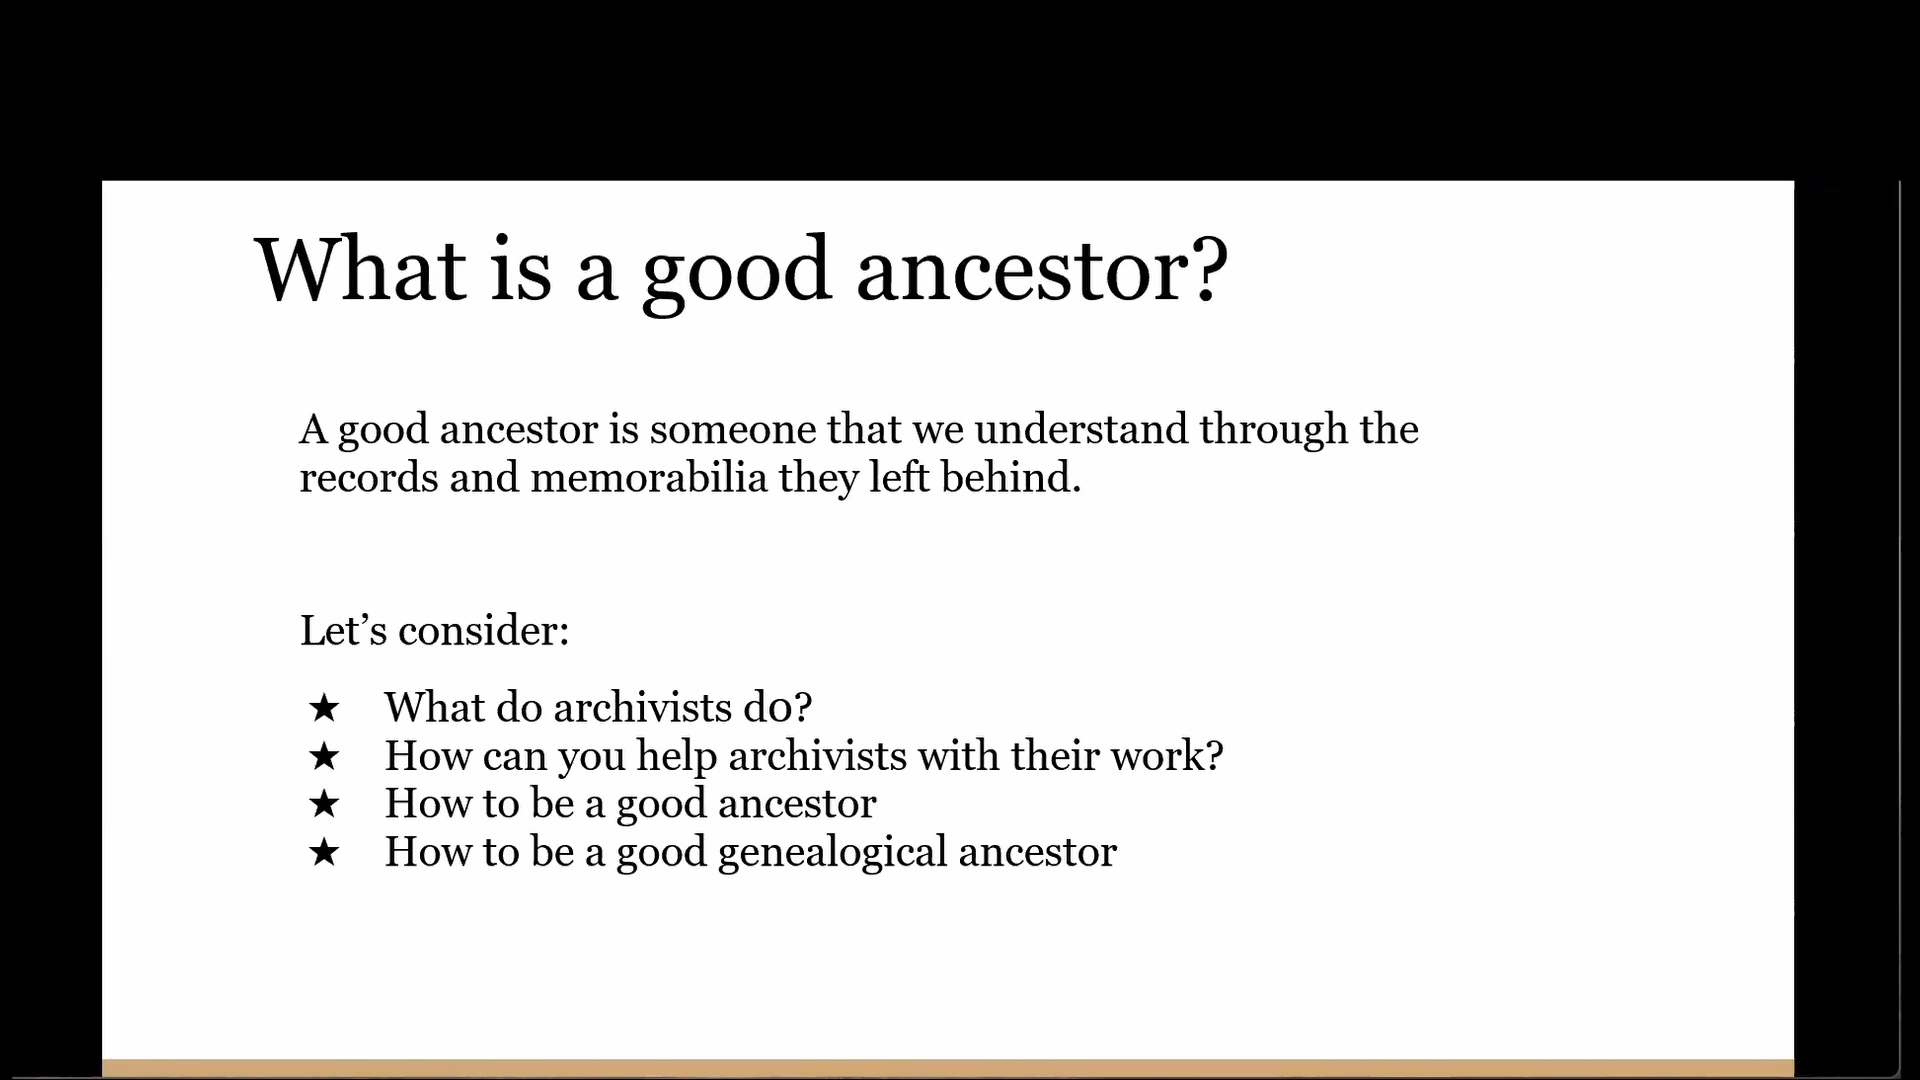 What is a good ancestor?
A good ancestor is someone that we understand through the
records and memorabilia they left behind.
Let’s consider:
★ What do archivists do?
★ How can you help archivists with their work?
★ How to be a good ancestor
★ How to be a good genealogical ancestor